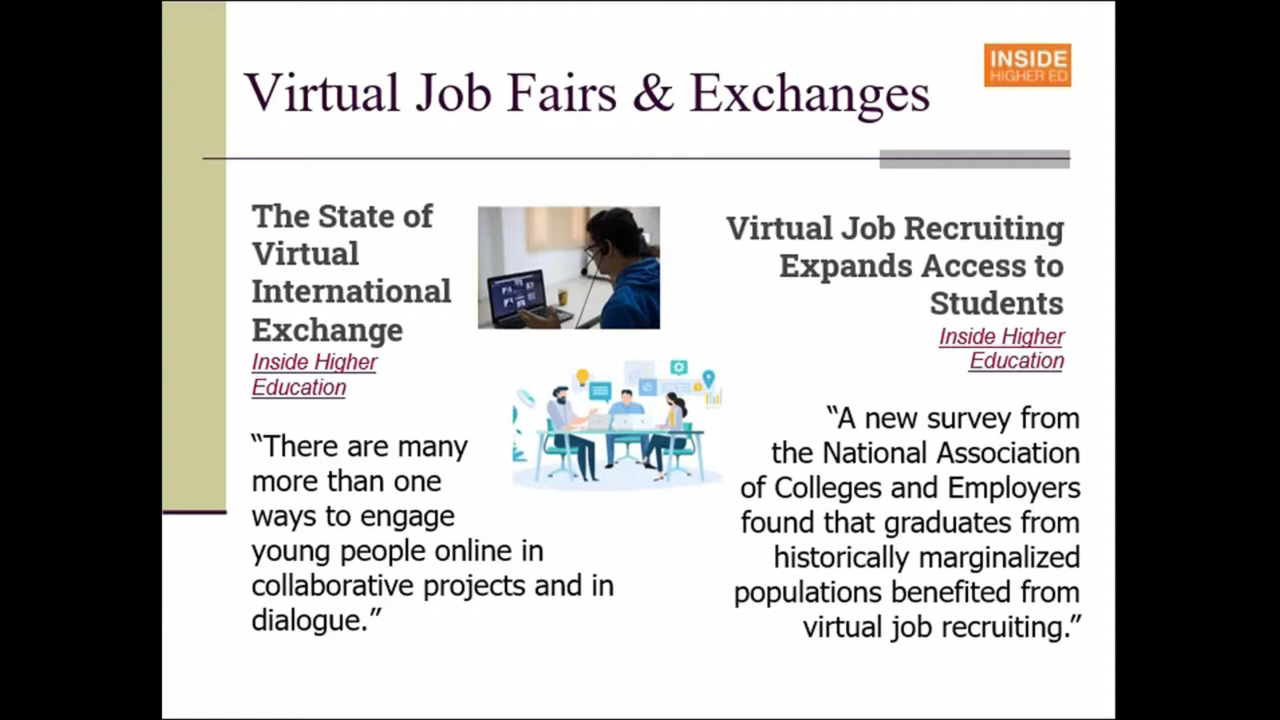 INSIDE
HIGHER ED
Virtual Job Fairs & Exchanges
The State of
Virtual
International
Exchange
Inside Higher
Education
“There are many
more than one
ways to engage
young people online in
collaborative projects and in
dialogue.”
Virtual Job Recruiting
Expands Access to
Students
Inside Higher
Education
“A new survey from
the National Association
of Colleges and Employers
found that graduates from
historically marginalized
populations benefited from
virtual job recruiting.”